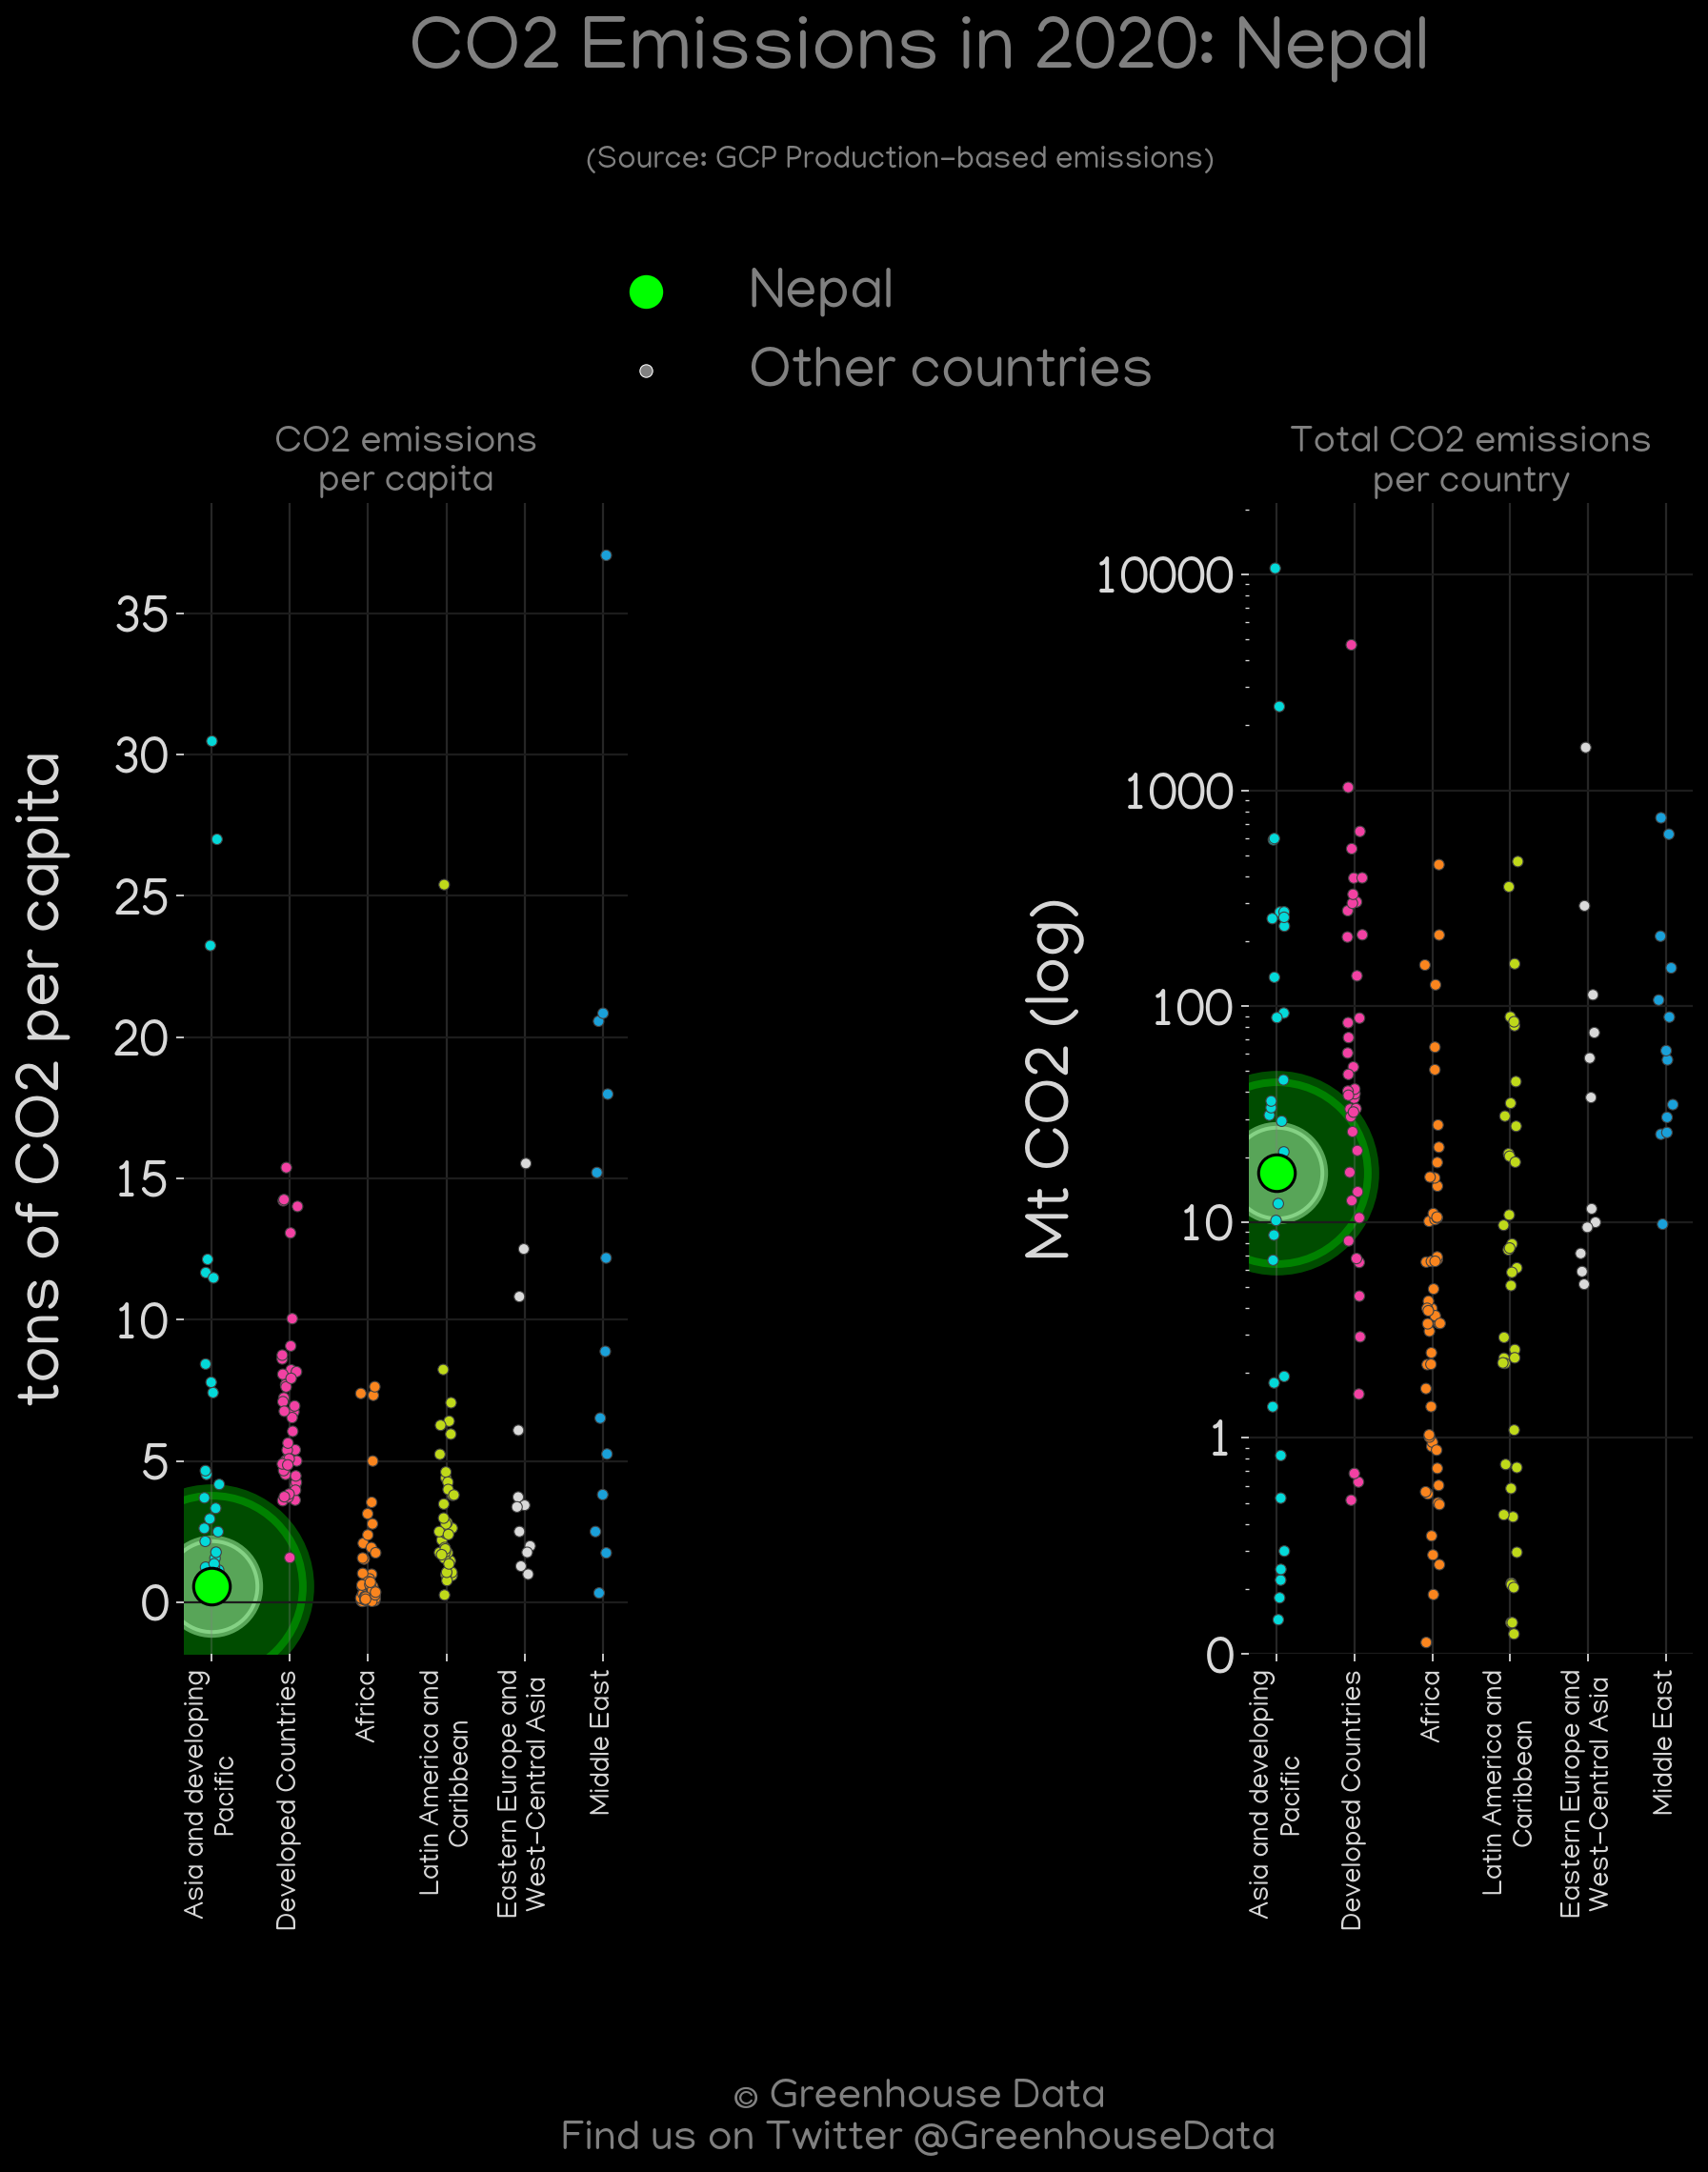 CO2 Emissions in 2020: Nepal
(Source: GCP Production-based emissions)
Nepal
Other countries
CO2 emissions
per capita
tons of CO2 per capita
35
30
25
20
15
10
5
0
Asia and developing
Pacific
Developed Countries
Africa
Latin America and
Caribbean
Eastern Europe and
West-Central Asia
Middle East
Total CO2 emissions
per country
Mt CO2 (log)
10000
1000
100
10
1
0
Asia and developing
Pacific
Developed Countries
Africa
Latin America and
Caribbean
Eastern Europe and
West-Central Asia
Middle East
© Greenhouse Data
Find us on Twitter @GreenhouseData